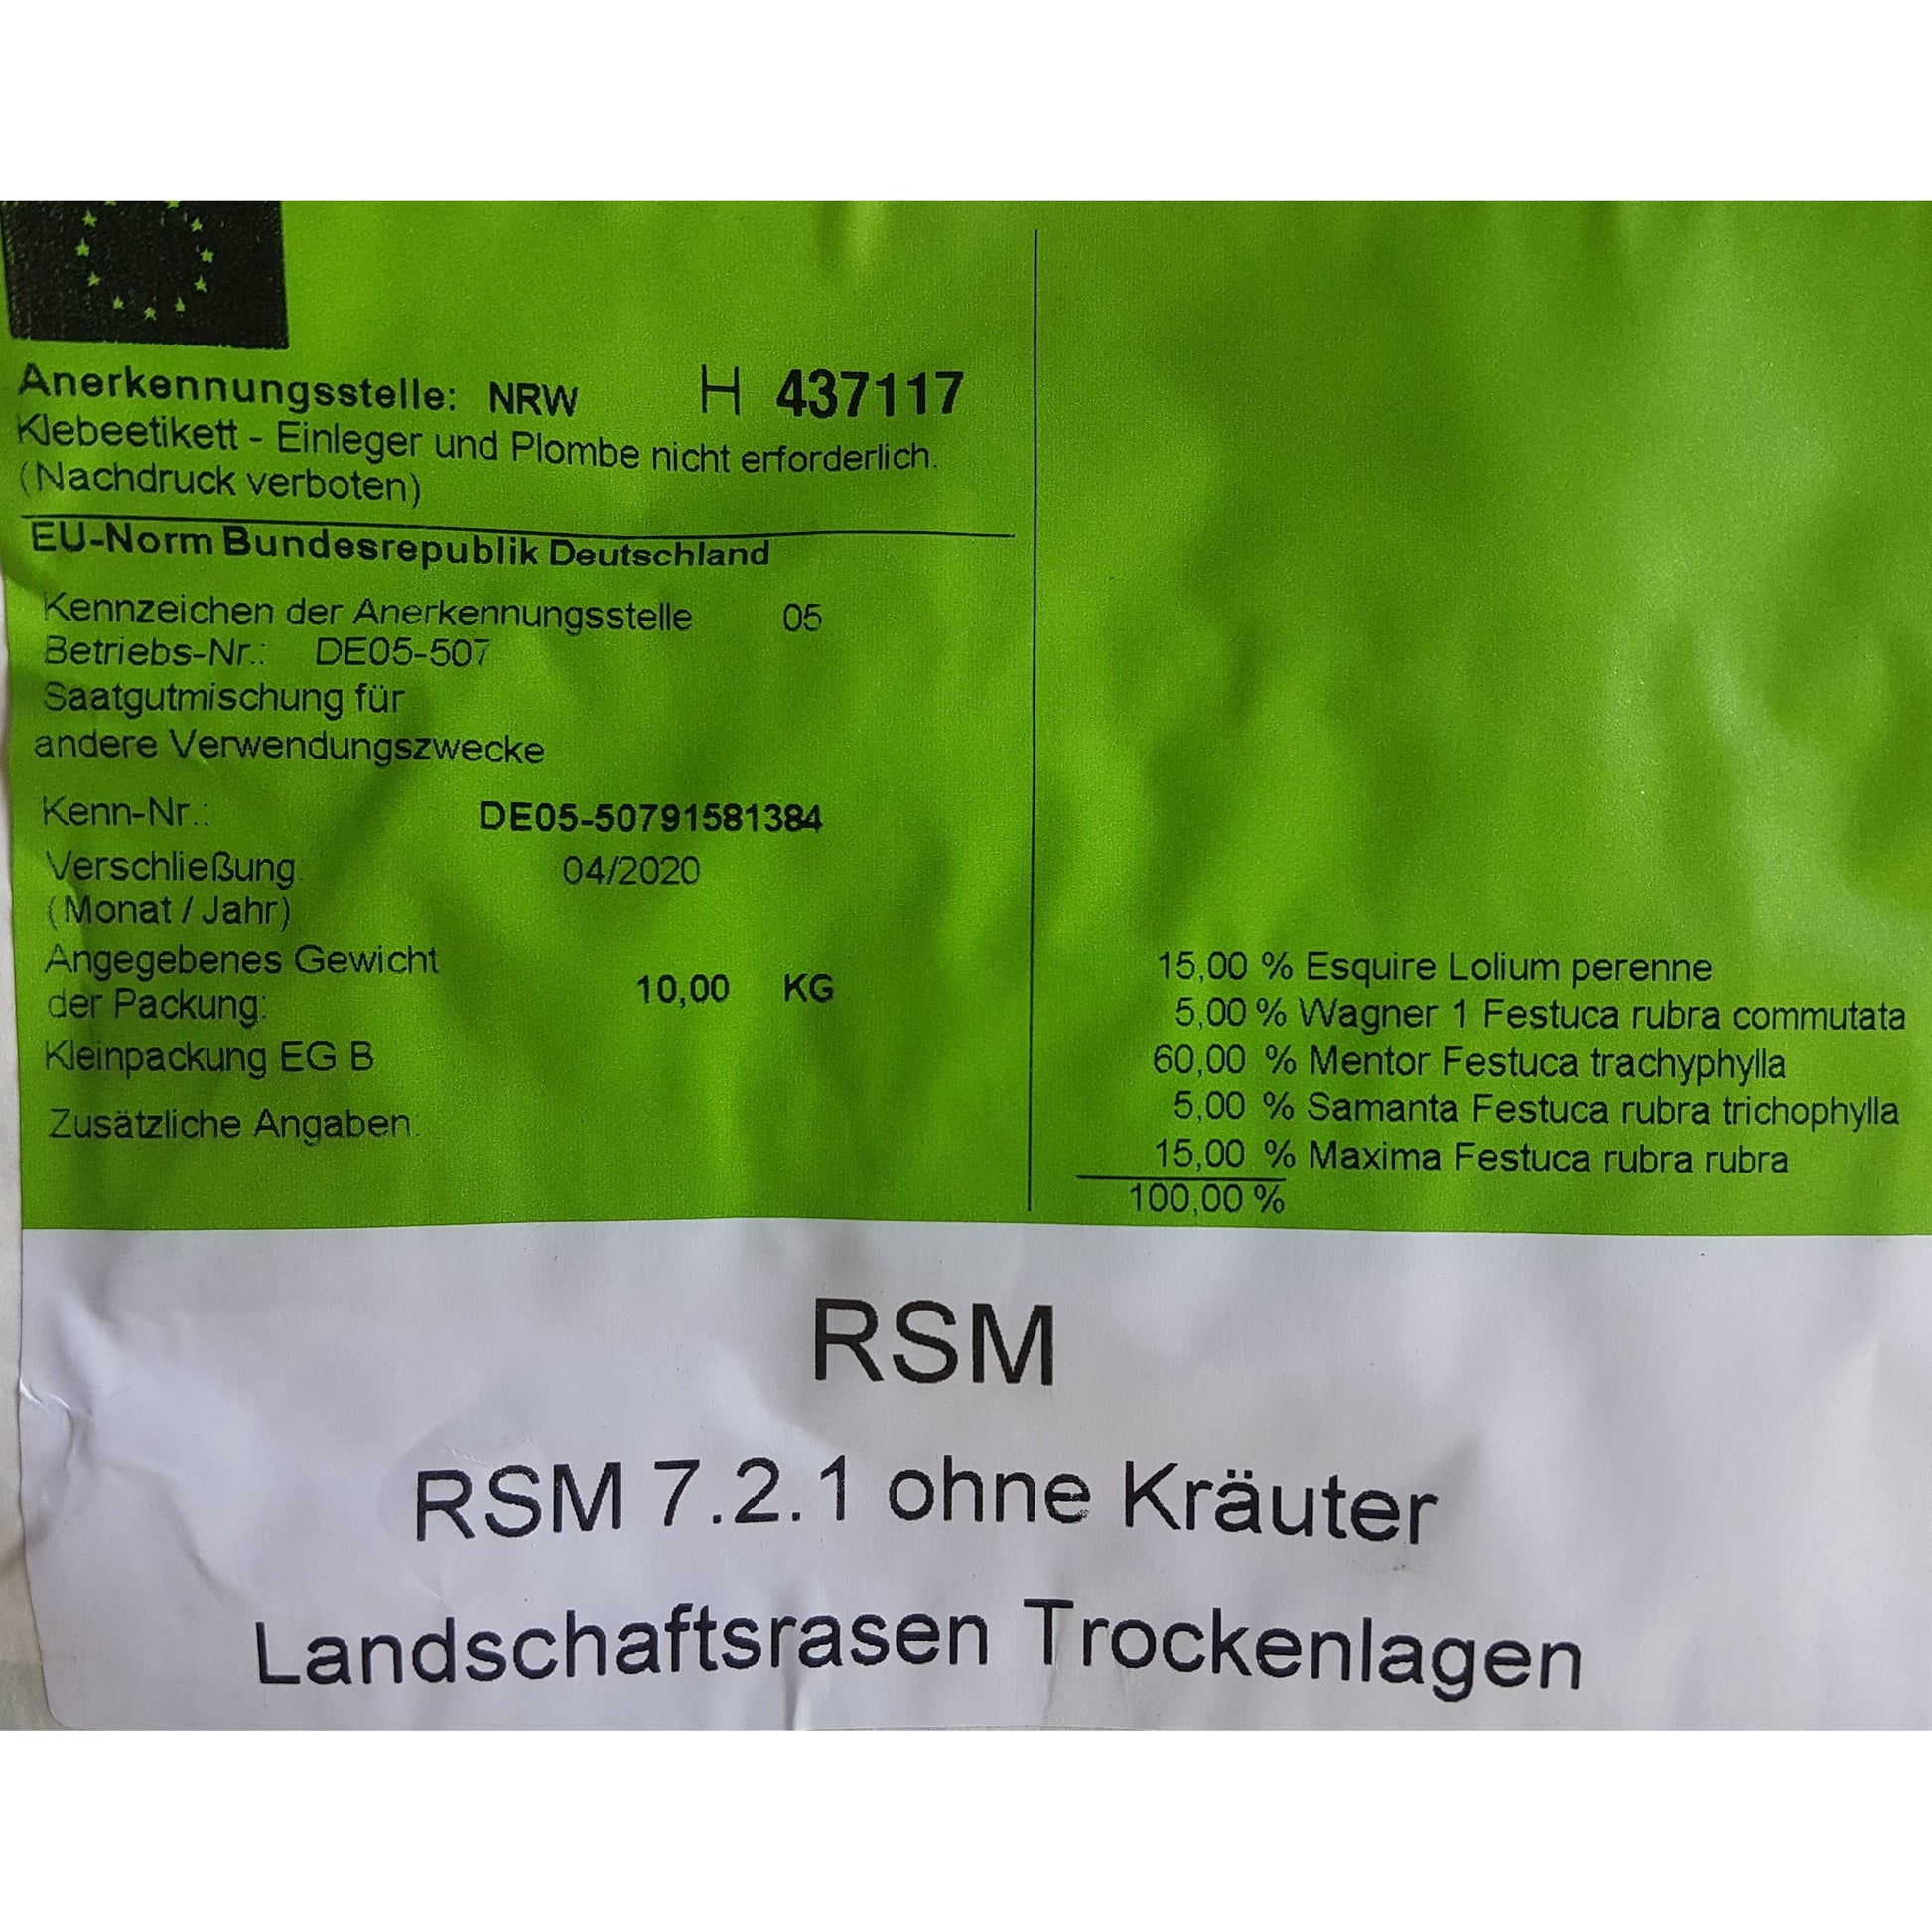 Anerkennungsstelle: NRW H 437117
Klebeetikett - Einleger und Plombe nicht erforderlich.
(Nachdruck verboten)
EU-Norm Bundesrepublik Deutschland
Kennzeichen der Anerkennungsstelle 05
Betriebs-Nr.: DE05-507
Saatgutmischung für
andere Verwendungszwecke
Kenn-Nr.: DE05-50791581384
Verschließung 04/2020
(Monat / Jahr)
Angegebenes Gewicht
der Packung: 10,00 KG
Kleinpackung EG B
Zusätzliche Angaben:
15,00 % Esquire Lolium perenne
5,00 % Wagner 1 Festuca rubra commutata
60,00 % Mentor Festuca trachyphylla
5,00 % Samanta Festuca rubra trichophylla
15,00 % Maxima Festuca rubra rubra
100,00 %
RSM
RSM 7.2.1 ohne Kräuter
Landschaftsrasen Trockenlagen